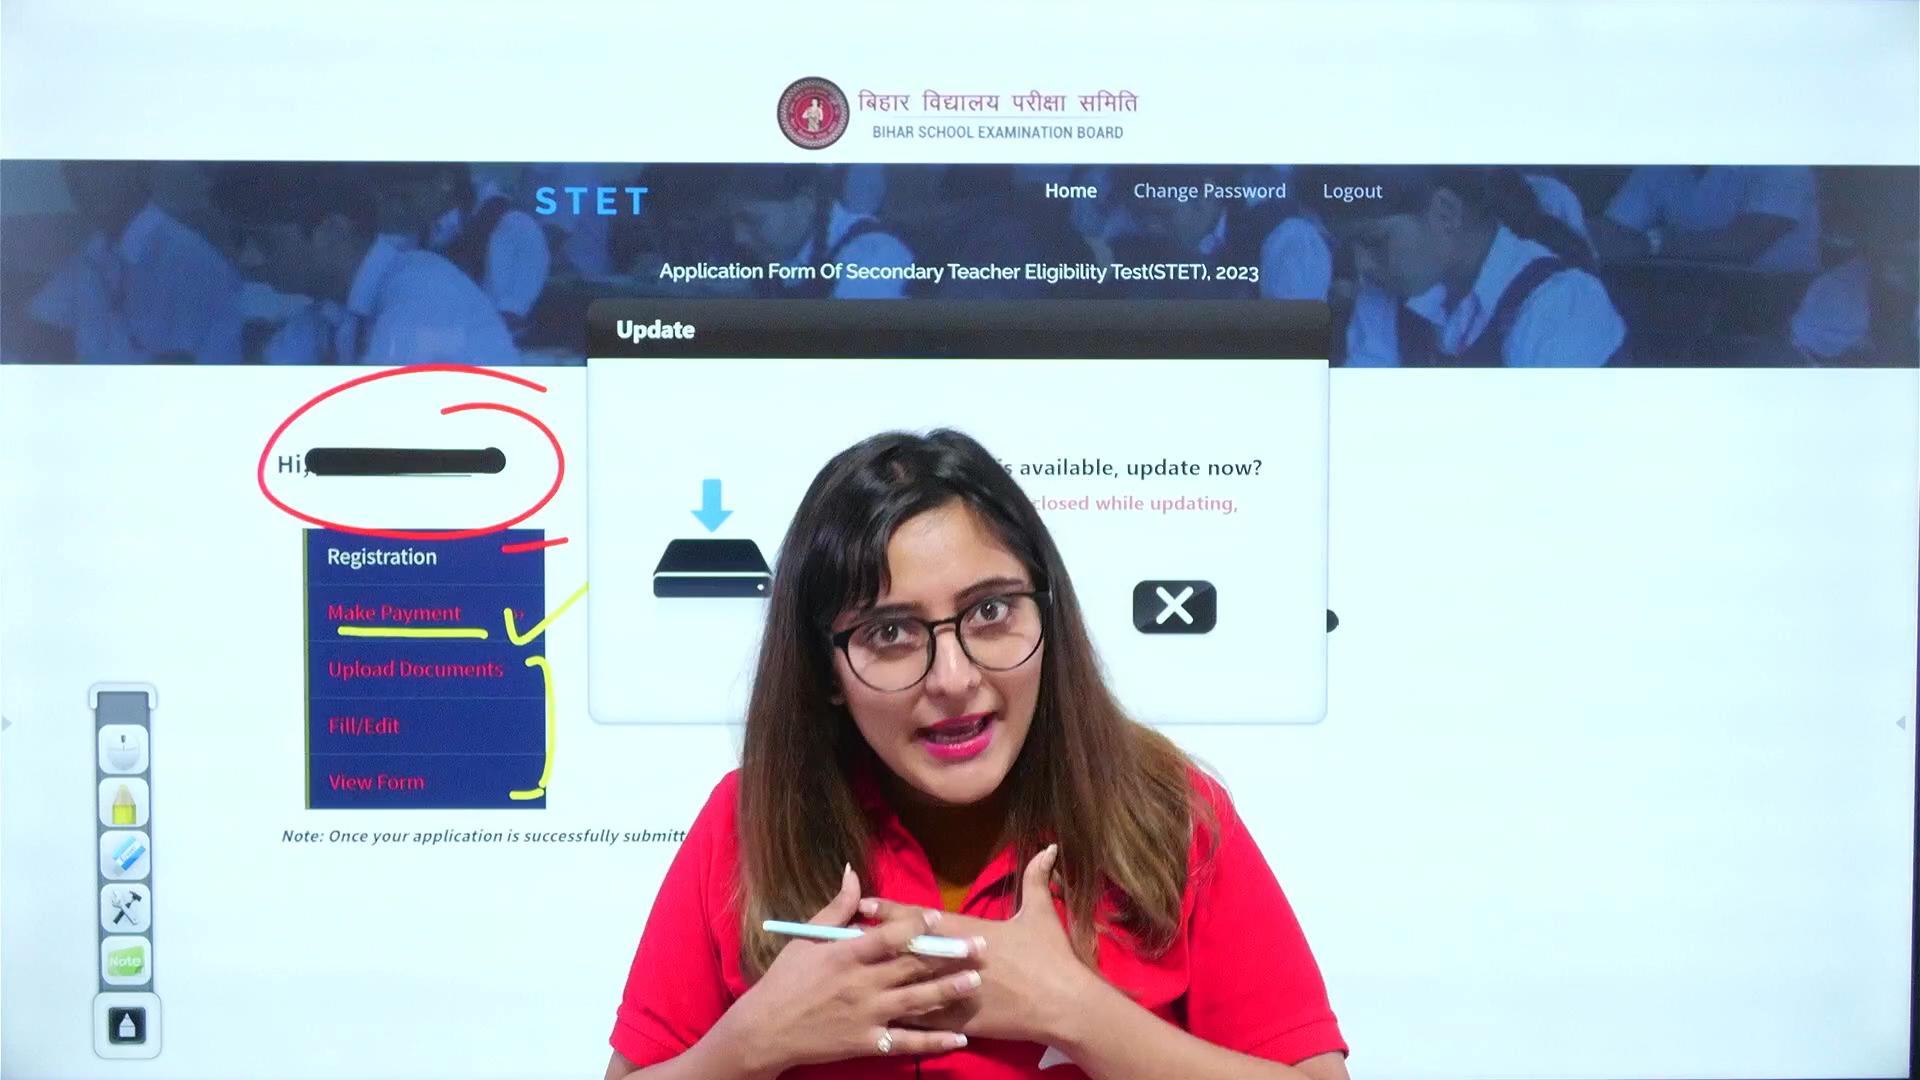 बिहार विद्यालय परीक्षा समिति
BIHAR SCHOOL EXAMINATION BOARD
STET
Home Change Password Logout
Application Form Of Secondary Teacher Eligibility Test(STET), 2023
Update
is available, update now?
closed while updating,
Hi,
Registration
Make Payment
Upload Documents
Fill/Edit
View Form
Note: Once your application is successfully submitt
Note